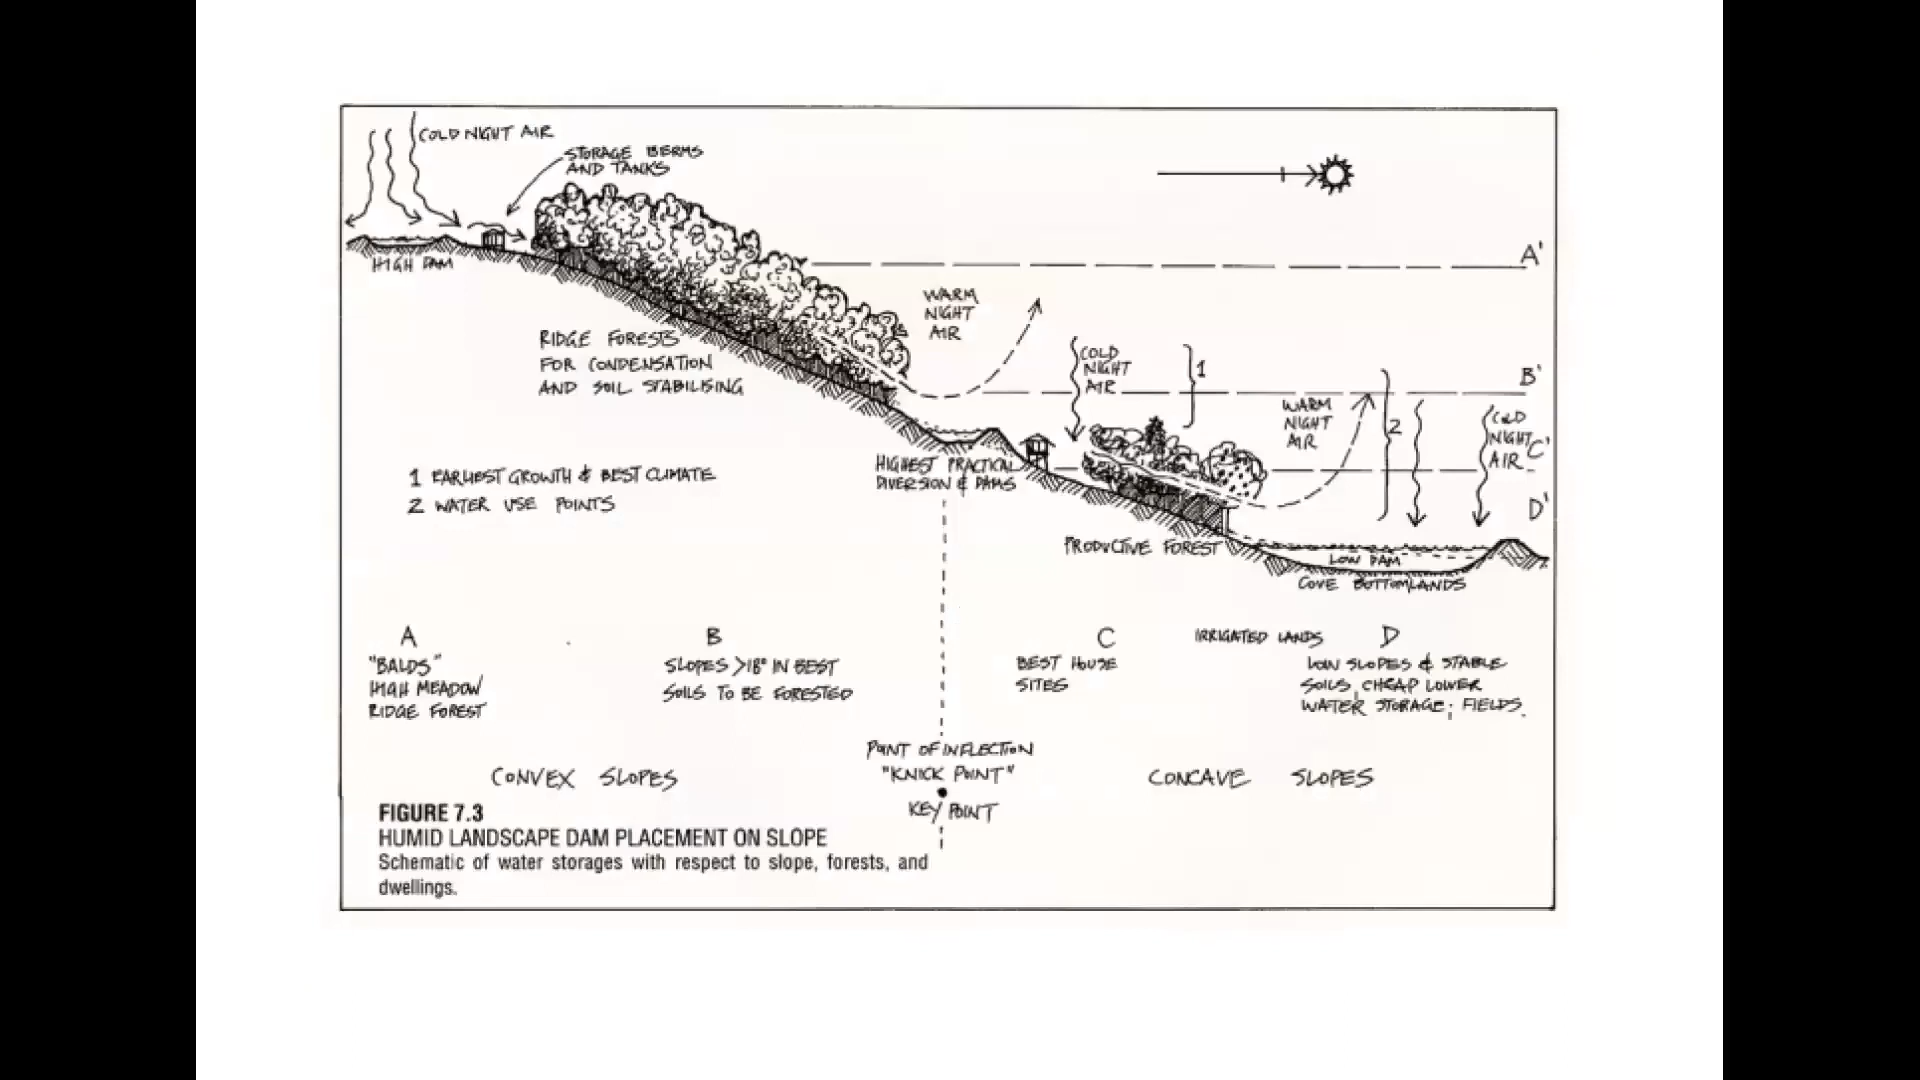 COLD NIGHT AIR
STORAGE BERMS
AND TANKS
HIGH DAM
A'
WARM
NIGHT
AIR
RIDGE FORESTS
FOR CONDENSATION
AND SOIL STABILISING
COLD
NIGHT
AIR
1
B'
WARM
NIGHT
AIR
2
COLD
NIGHT
AIR
C'
HIGHEST PRACTICAL
DIVERSION & DAMS
1 EARLIEST GROWTH & BEST CLIMATE
2 WATER USE POINTS
D'
PRODUCTIVE FOREST
LOW DAM
COVE BOTTOMLANDS
A
"BALDS"
HIGH MEADOW
RIDGE FOREST
B
SLOPES >18° IN BEST
SOILS TO BE FORESTED
C
BEST HOUSE
SITES
IRRIGATED LANDS
D
LOW SLOPES & STABLE
SOILS, CHEAP LOWER
WATER STORAGE; FIELDS.
POINT OF INFLECTION
"KNICK POINT"
KEY POINT
CONVEX SLOPES
CONCAVE SLOPES
FIGURE 7.3
HUMID LANDSCAPE DAM PLACEMENT ON SLOPE
Schematic of water storages with respect to slope, forests, and
dwellings.